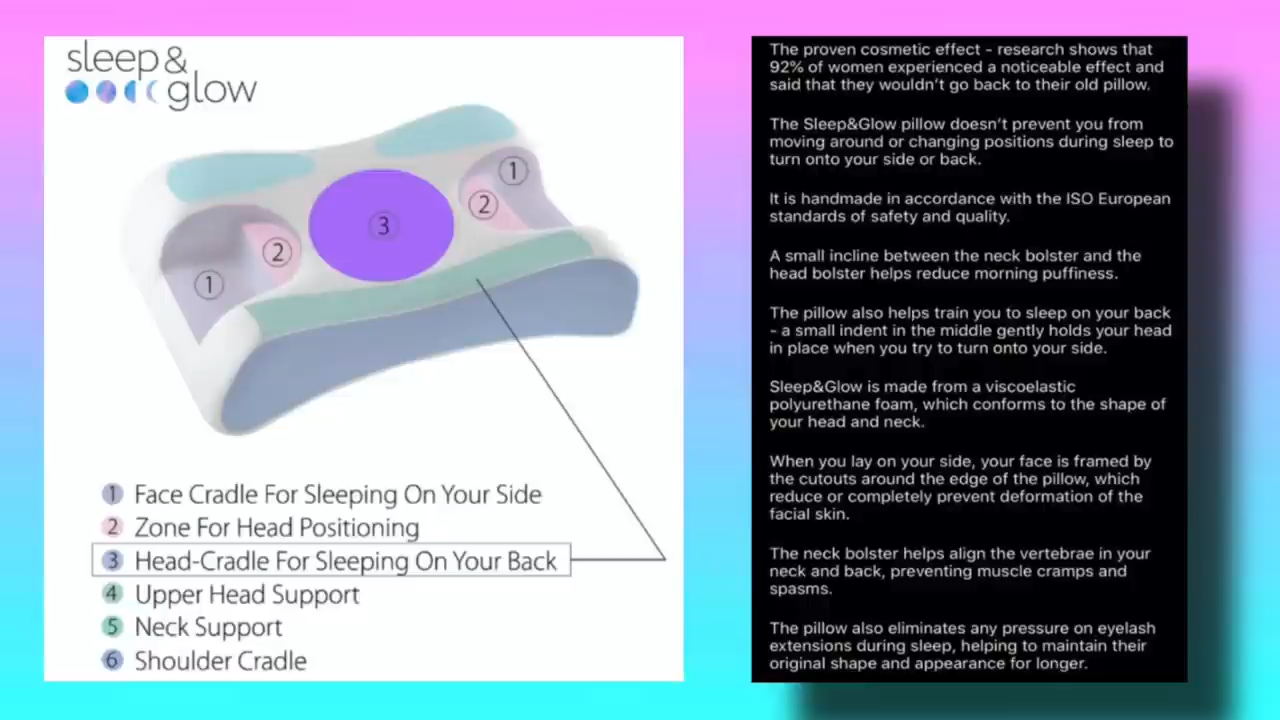 sleep &
glow
1
2
3
2
1
1 Face Cradle For Sleeping On Your Side
2 Zone For Head Positioning
3 Head-Cradle For Sleeping On Your Back
4 Upper Head Support
5 Neck Support
6 Shoulder Cradle
The proven cosmetic effect - research shows that
92% of women experienced a noticeable effect and
said that they wouldn't go back to their old pillow.
The Sleep&Glow pillow doesn't prevent you from
moving around or changing positions during sleep to
turn onto your side or back.
It is handmade in accordance with the ISO European
standards of safety and quality.
A small incline between the neck bolster and the
head bolster helps reduce morning puffiness.
The pillow also helps train you to sleep on your back
- a small indent in the middle gently holds your head
in place when you try to turn onto your side.
Sleep&Glow is made from a viscoelastic
polyurethane foam, which conforms to the shape of
your head and neck.
When you lay on your side, your face is framed by
the cutouts around the edge of the pillow, which
reduce or completely prevent deformation of the
facial skin.
The neck bolster helps align the vertebrae in your
neck and back, preventing muscle cramps and
spasms.
The pillow also eliminates any pressure on eyelash
extensions during sleep, helping to maintain their
original shape and appearance for longer.